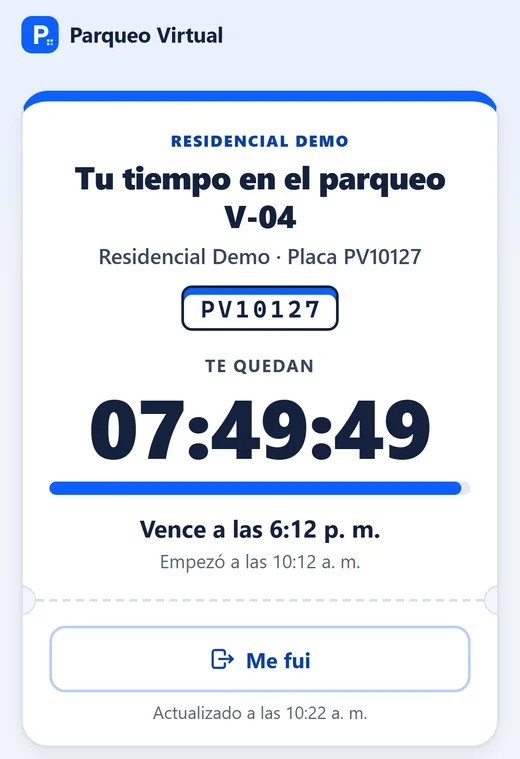 P
Parqueo Virtual
RESIDENCIAL DEMO
Tu tiempo en el parqueo
V-04
Residencial Demo · Placa PV10127
PV10127
TE QUEDAN
07:49:49
Vence a las 6:12 p. m.
Empezó a las 10:12 a. m.
Me fui
Actualizado a las 10:22 a. m.